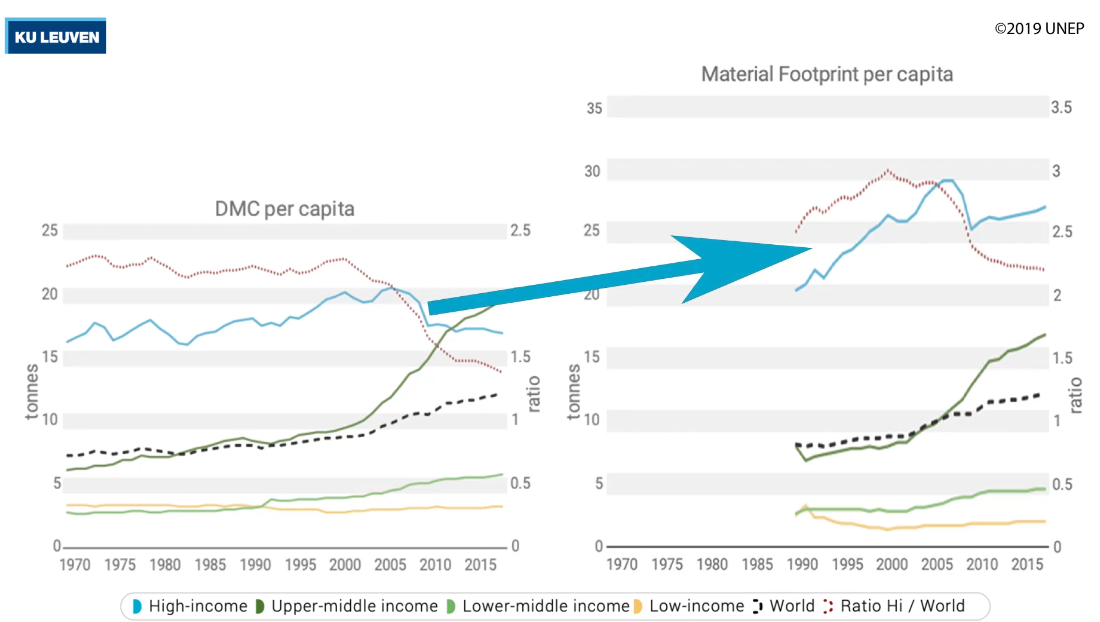 KU LEUVEN
©2019 UNEP
DMC per capita
25
20
15
10
5
0
tonnes
2.5
2
1.5
1
0.5
0
ratio
1970 1975 1980 1985 1990 1995 2000 2005 2010 2015
Material Footprint per capita
35
30
25
20
15
10
5
0
tonnes
3.5
3
2.5
2
1.5
1
0.5
0
ratio
1970 1975 1980 1985 1990 1995 2000 2005 2010 2015
High-income Upper-middle income Lower-middle income Low-income World Ratio Hi / World